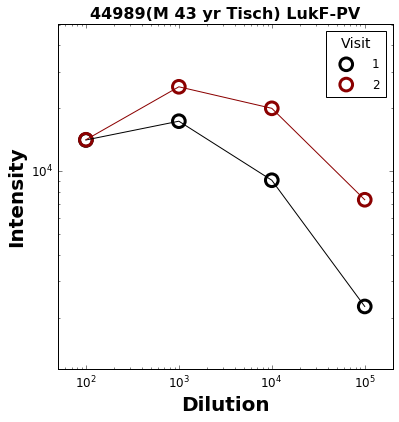 44989(M 43 yr Tisch) LukF-PV
Visit
1
2
Intensity
10^4
10^2 10^3 10^4 10^5
Dilution